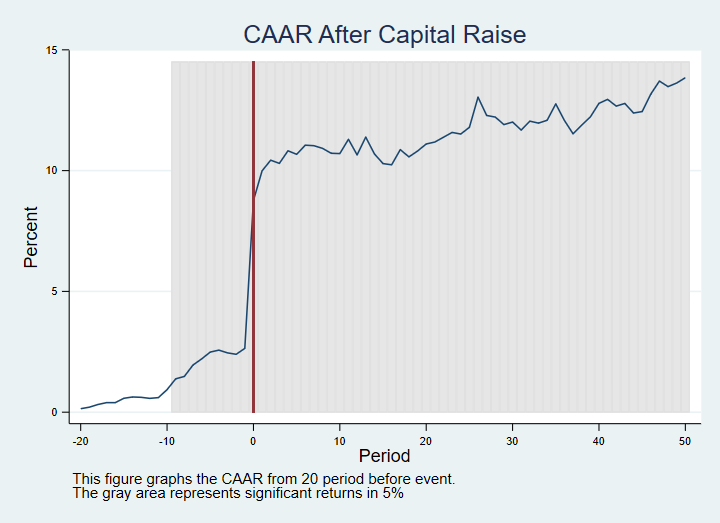 CAAR After Capital Raise
15
10
5
0
Percent
-20 -10 0 10 20 30 40 50
Period
This figure graphs the CAAR from 20 period before event.
The gray area represents significant returns in 5%